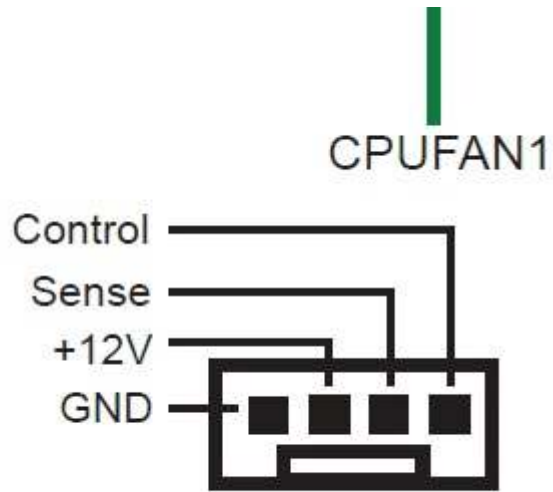 CPUFAN1
Control
Sense
+12V
GND